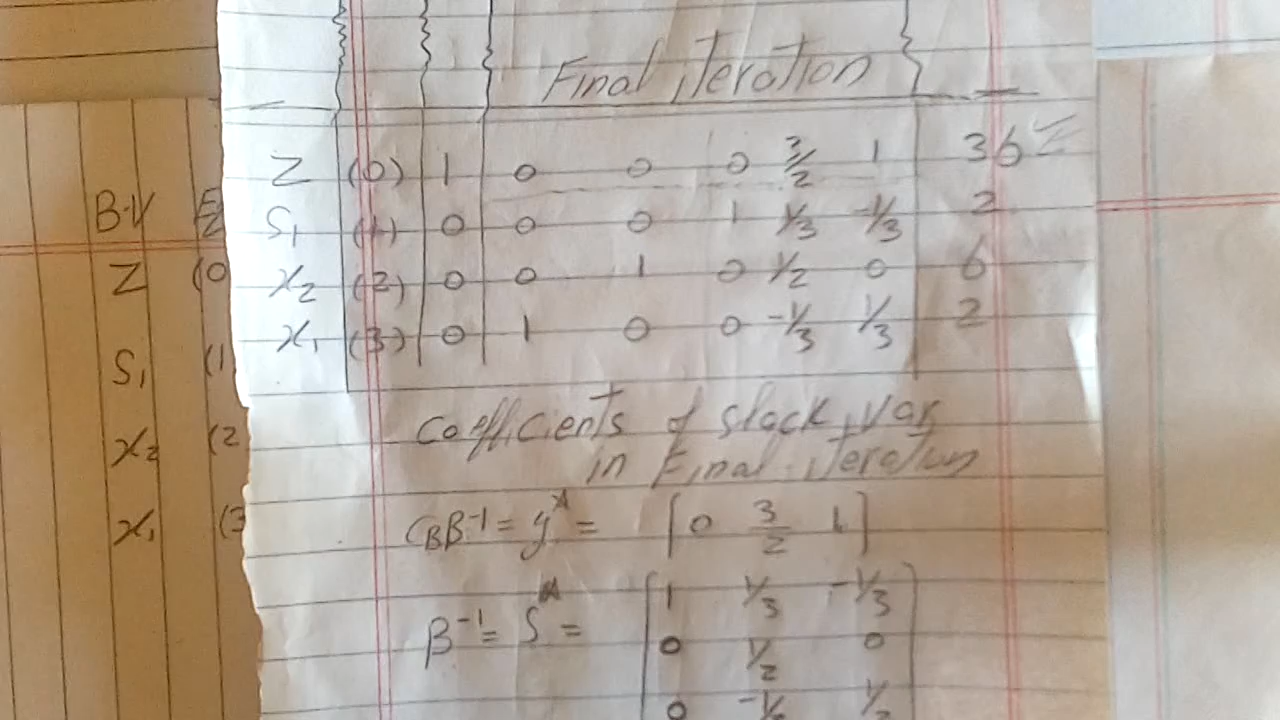 Final iteration
Z (0) 1 0 0 0 3/2 1 36
B.V
S₁ (1) 0 0 0 1 1/3 -1/3 2
Z (0
x₂ (2) 0 0 1 0 1/2 0 6
x₁ (3) 0 1 0 0 -1/3 1/3 2
S₁ (1
Coefficients of slack var
x₂ (2
in Final iteration
x₁ (3
C_B B⁻¹ = y* = [0 3/2 1]
B⁻¹ = S* = [1 1/3 -1/3
0 1/2 0
0